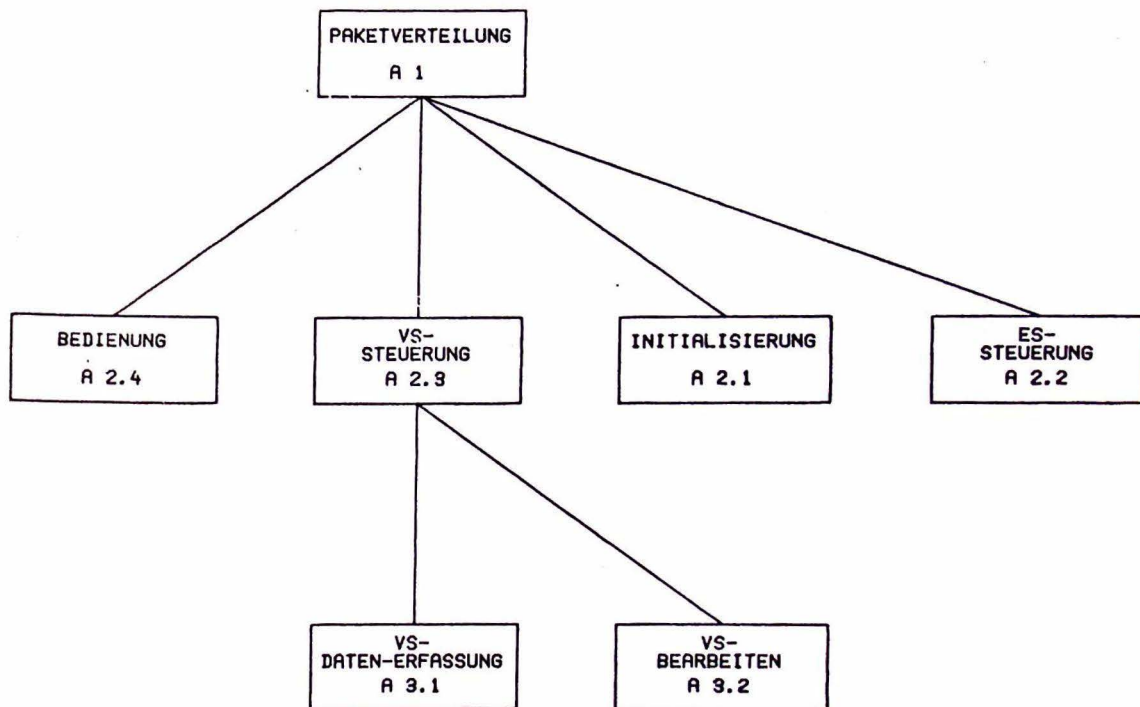 PAKETVERTEILUNG
A 1
BEDIENUNG
A 2.4
VS-
STEUERUNG
A 2.3
INITIALISIERUNG
A 2.1
ES-
STEUERUNG
A 2.2
VS-
DATEN-ERFASSUNG
A 3.1
VS-
BEARBEITEN
A 3.2